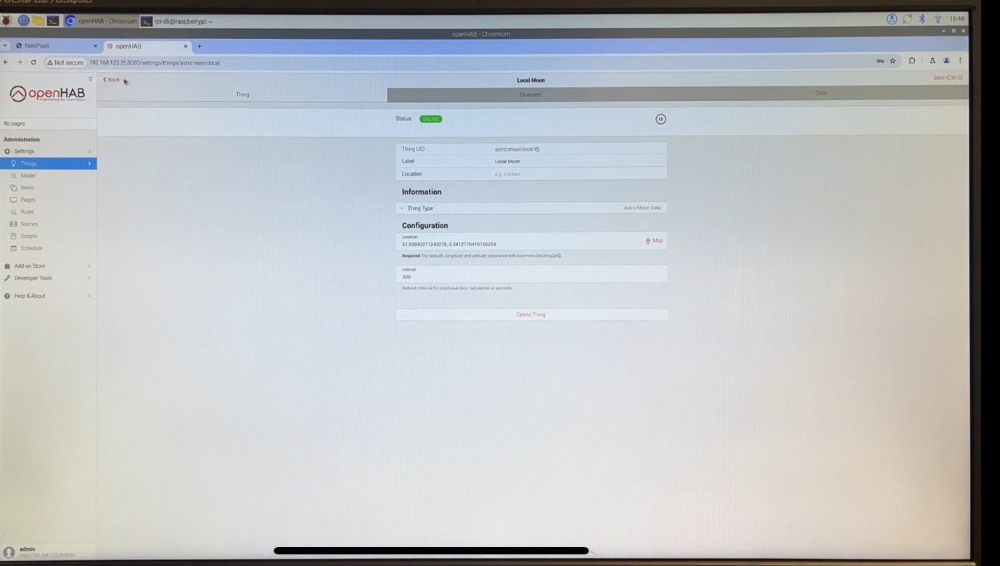 openHAB - Chromium rpi-dk@raspberrypi: ~ 16:48
openHAB - Chromium
NeoPixel × openHAB × +
Not secure 192.168.123.35:8080/settings/things/astro:moon:local
Back Local Moon Save (Ctrl-S)
openHAB
Thing Channels Code
Status: ONLINE
No pages
Administration
Settings
Things
Model
Items
Pages
Rules
Scenes
Scripts
Schedule
Add-on Store
Developer Tools
Help & About
Thing UID astro:moon:local
Label Local Moon
Location e.g. Kitchen
Information
Thing Type Astro Moon Data
Configuration
Location
51.59840071243278,-3.3412170410156254
Map
Required The latitude, longitude and altitude separated with a comma (lat,long,[alt]).
Interval
300
Refresh interval for positional data calculation in seconds.
Delete Thing
admin
http://192.168.123.35:8080